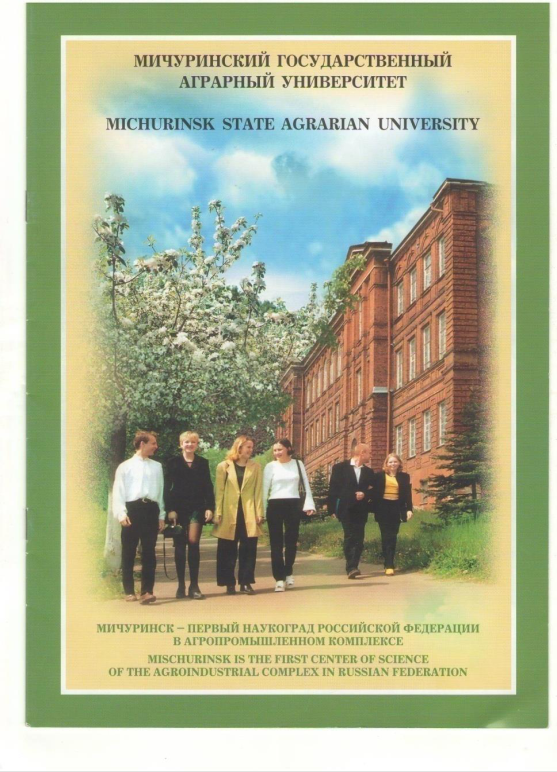 МИЧУРИНСКИЙ ГОСУДАРСТВЕННЫЙ
АГРАРНЫЙ УНИВЕРСИТЕТ
MICHURINSK STATE AGRARIAN UNIVERSITY
МИЧУРИНСК – ПЕРВЫЙ НАУКОГРАД РОССИЙСКОЙ ФЕДЕРАЦИИ
В АГРОПРОМЫШЛЕННОМ КОМПЛЕКСЕ
MISCHURINSK IS THE FIRST CENTER OF SCIENCE
OF THE AGROINDUSTRIAL COMPLEX IN RUSSIAN FEDERATION